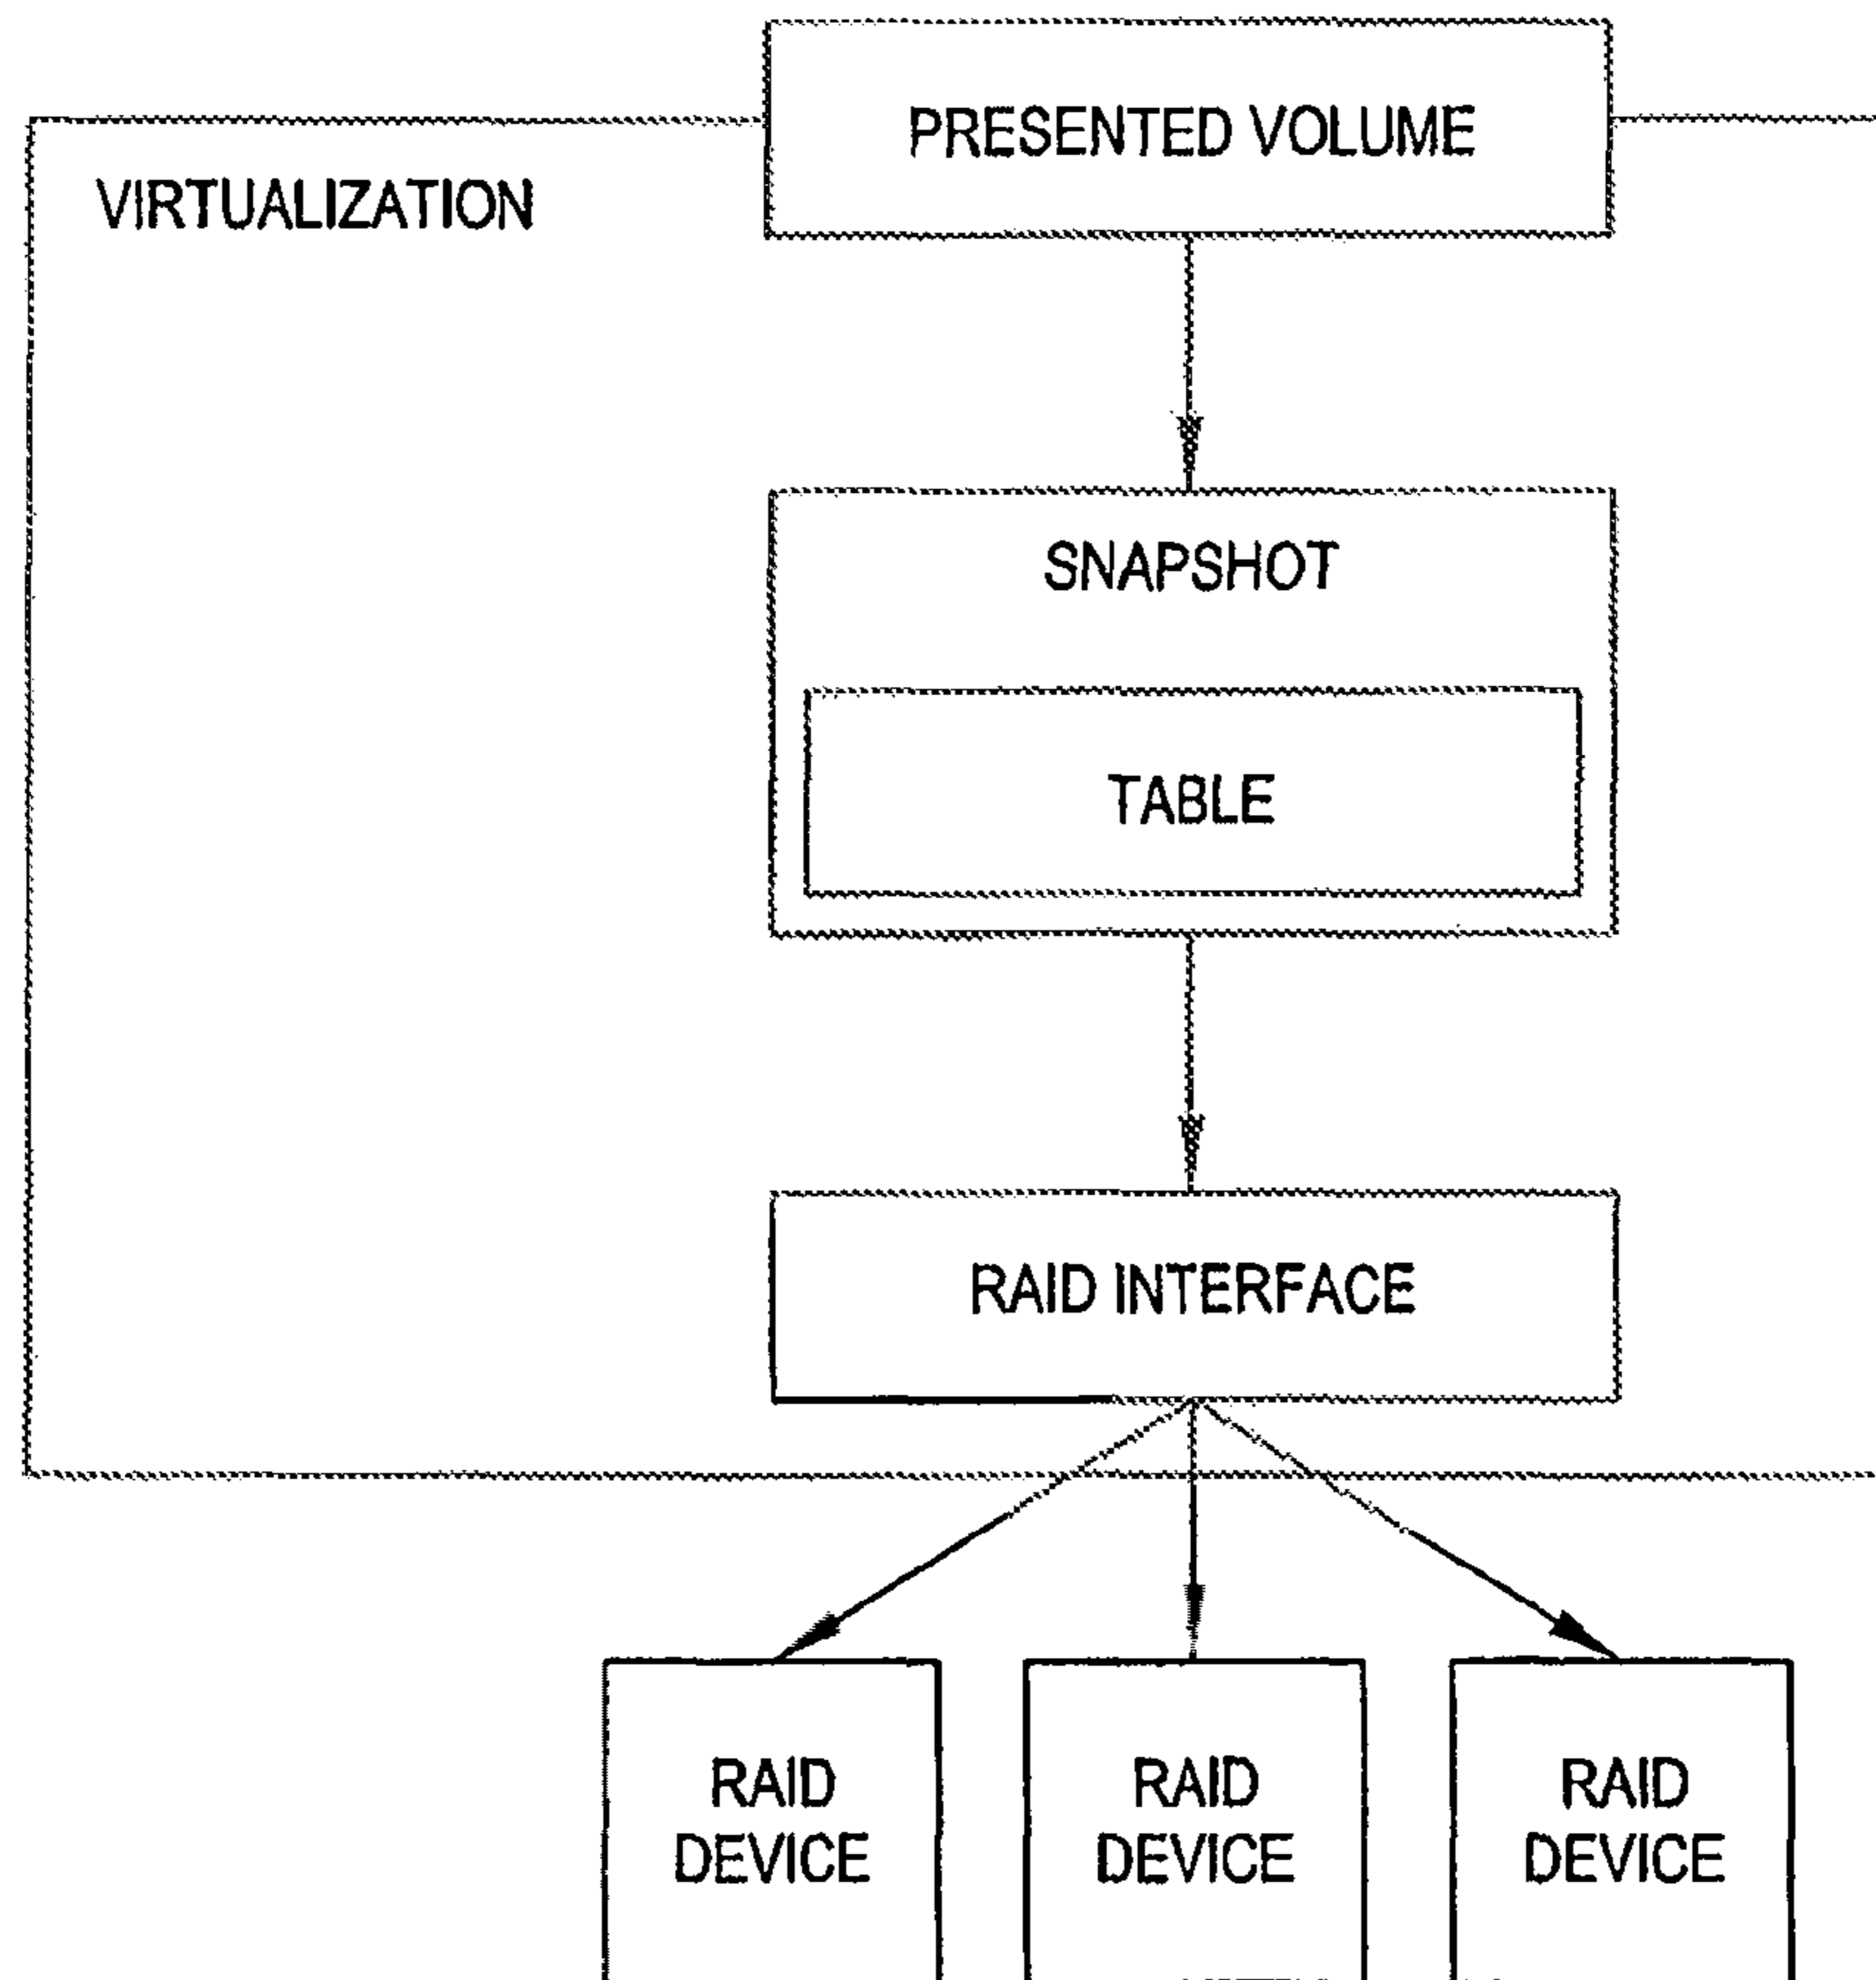 PRESENTED VOLUME
VIRTUALIZATION
SNAPSHOT
TABLE
RAID INTERFACE
RAID
DEVICE
RAID
DEVICE
RAID
DEVICE